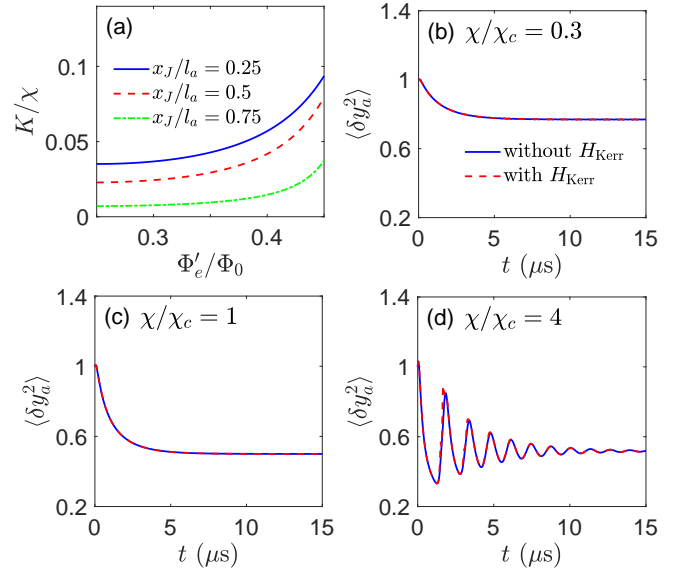 (a)
K/χ
0.1
0.05
0
x_J/l_a = 0.25
x_J/l_a = 0.5
x_J/l_a = 0.75
0.3
0.4
Φ′_e/Φ_0
(b) χ/χ_c = 0.3
⟨δy_a^2⟩
1.4
1
0.6
0.2
without H_Kerr
with H_Kerr
0 5 10 15
t (μs)
(c) χ/χ_c = 1
⟨δy_a^2⟩
1.4
1
0.6
0.2
0 5 10 15
t (μs)
(d) χ/χ_c = 4
⟨δy_a^2⟩
1.4
1
0.6
0.2
0 5 10 15
t (μs)